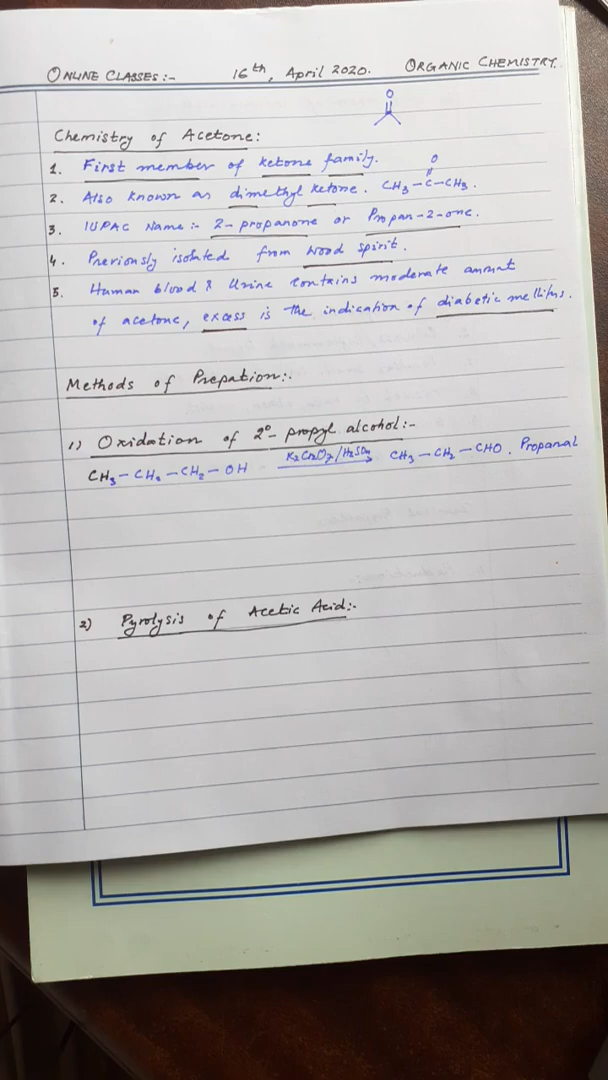 ONLINE CLASSES:- 16th, April 2020. ORGANIC CHEMISTRY.
O
Chemistry of Acetone:
1. First member of ketone family.
O
2. Also known as dimethyl ketone. CH3-C-CH3.
3. IUPAC Name:- 2-propanone or Propan-2-one.
4. Previously isolated from wood spirit.
5. Human blood & Urine contains moderate amount
of acetone, excess is the indication of diabetic mellitus.
Methods of Prepation:-
1) Oxidation of 2°- propyl alcohol:-
K2Cr2O7/H2SO4
CH3-CH2-CH2-OH → CH3-CH2-CHO. Propanal
2) Pyrolysis of Acetic Acid:-